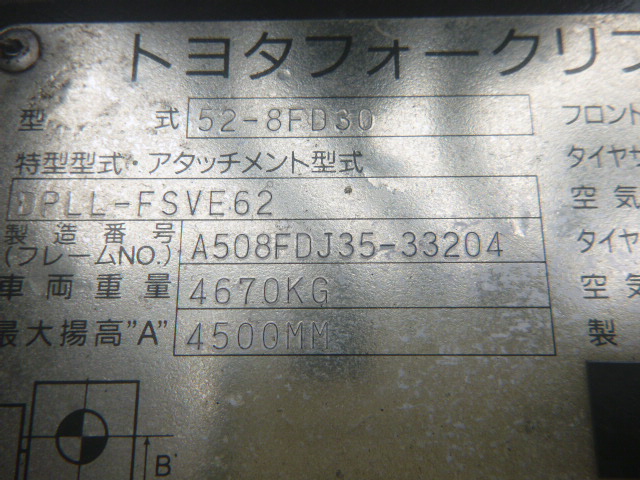 トヨタフォークリフ
型 式 52-8FD30 フロント
特型型式・アタッチメント型式 タイヤサ
PLL-FSVE62 空気
製造番号 (フレームNO.) A508FDJ35-33204 タイヤ
車両重量 4670KG 空気
最大揚高"A" 4500MM 製
B